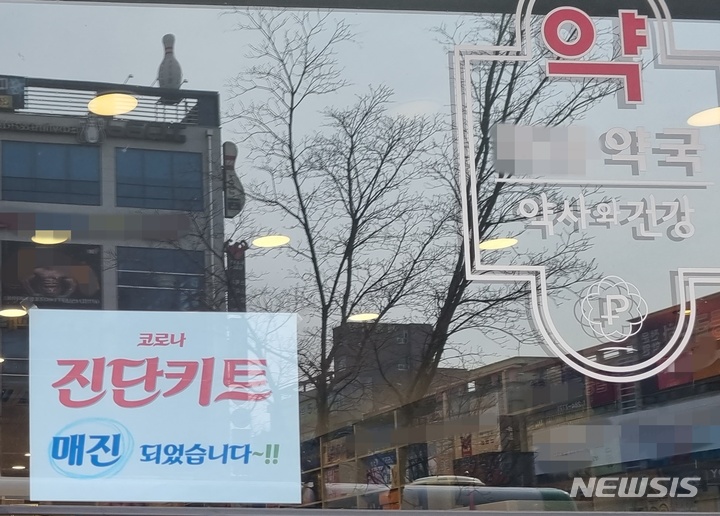 약
약국
약사와건강
P
코로나
진단키트
매진 되었습니다~!!
NEWSIS